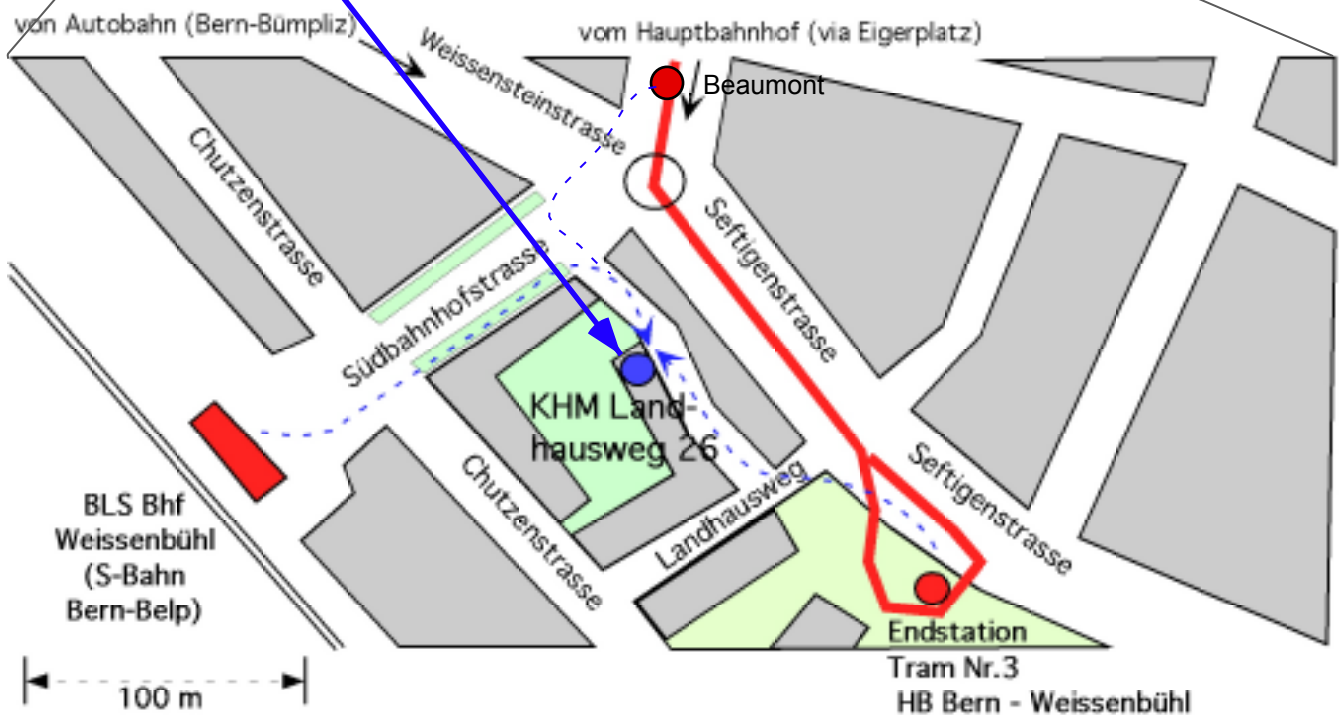 von Autobahn (Bern-Bümpliz)
vom Hauptbahnhof (via Eigerplatz)
Weissensteinstrasse
Beaumont
Chutzenstrasse
Seftigenstrasse
Südbahnhofstrasse
KHM Land-
hausweg 26
Seftigenstrasse
Chutzenstrasse
Landhausweg
BLS Bhf
Weissenbühl
(S-Bahn
Bern-Belp)
Endstation
Tram Nr.3
HB Bern - Weissenbühl
100 m